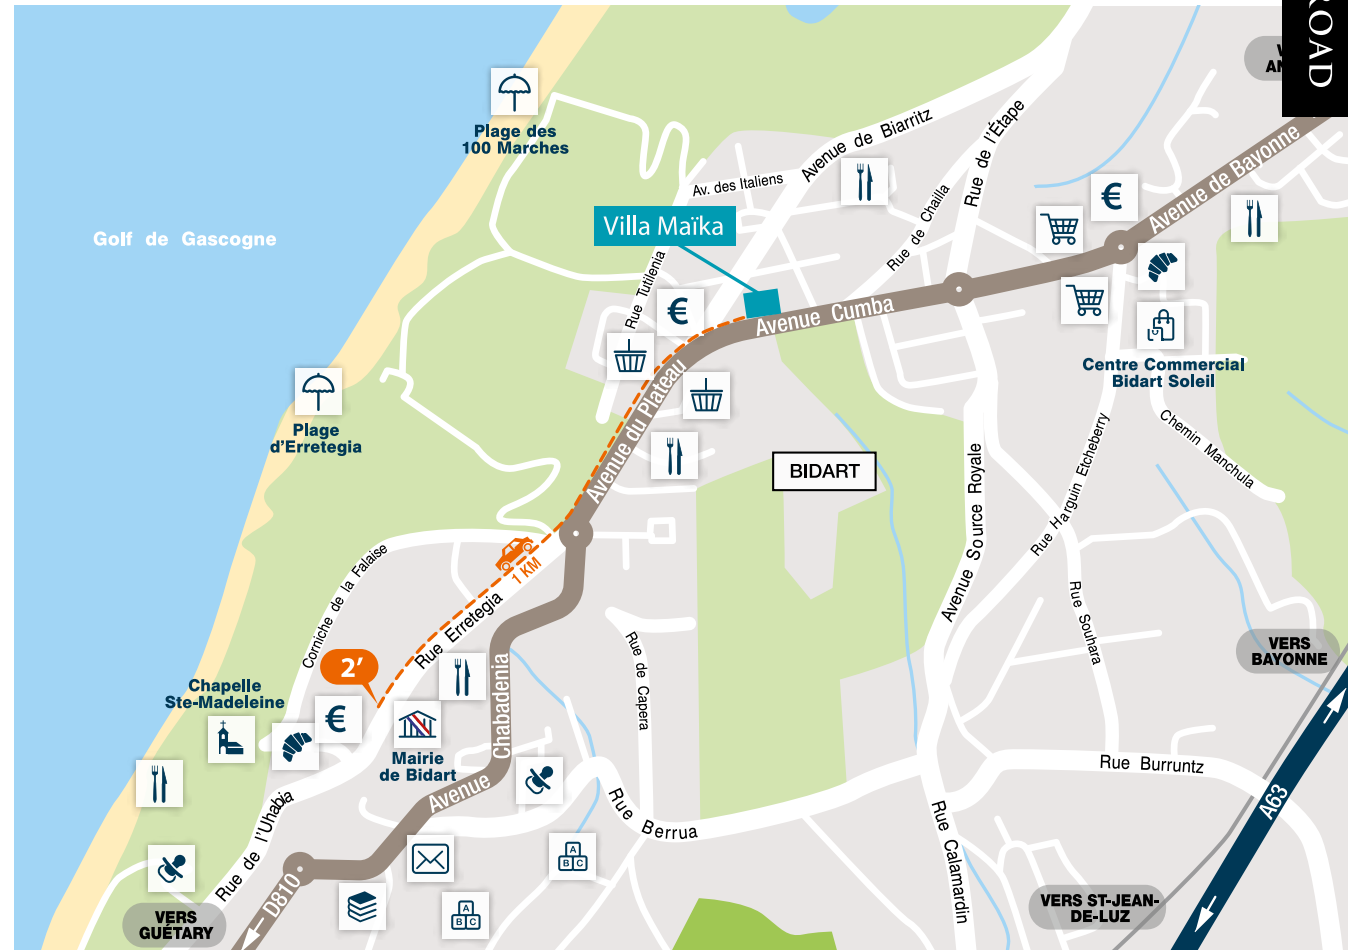 ROAD
Plage des
100 Marches
Avenue de Biarritz
Rue de l'Étape
Avenue de Bayonne
Av. des Italiens
Rue de Chailla
€
Villa Maïka
Golf de Gascogne
Rue Tutilenia
€
Avenue Cumba
Centre Commercial
Bidart Soleil
Plage
d'Erretegia
Avenue du Plateau
Chemin Manchula
BIDART
Avenue Source Royale
Rue Harguin Etcheberry
1 KM
Corniche de la Falaise
Rue Erretegia
Rue Souhara
VERS
BAYONNE
2'
Rue de Capera
Chapelle
Ste-Madeleine
€
Mairie
de Bidart
Avenue Chabadenia
Rue Burruntz
A63
Rue de l'Uhabia
Rue Berrua
Rue Calamardin
A
B C
A
B C
D810
VERS
GUÉTARY
VERS ST-JEAN-
DE-LUZ